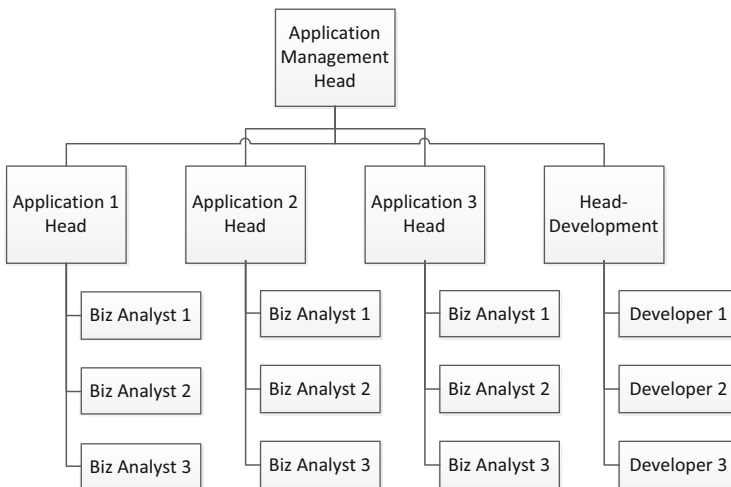 Application
Management
Head
Application 1
Head
Application 2
Head
Application 3
Head
Head-
Development
Biz Analyst 1
Biz Analyst 1
Biz Analyst 1
Developer 1
Biz Analyst 2
Biz Analyst 2
Biz Analyst 2
Developer 2
Biz Analyst 3
Biz Analyst 3
Biz Analyst 3
Developer 3